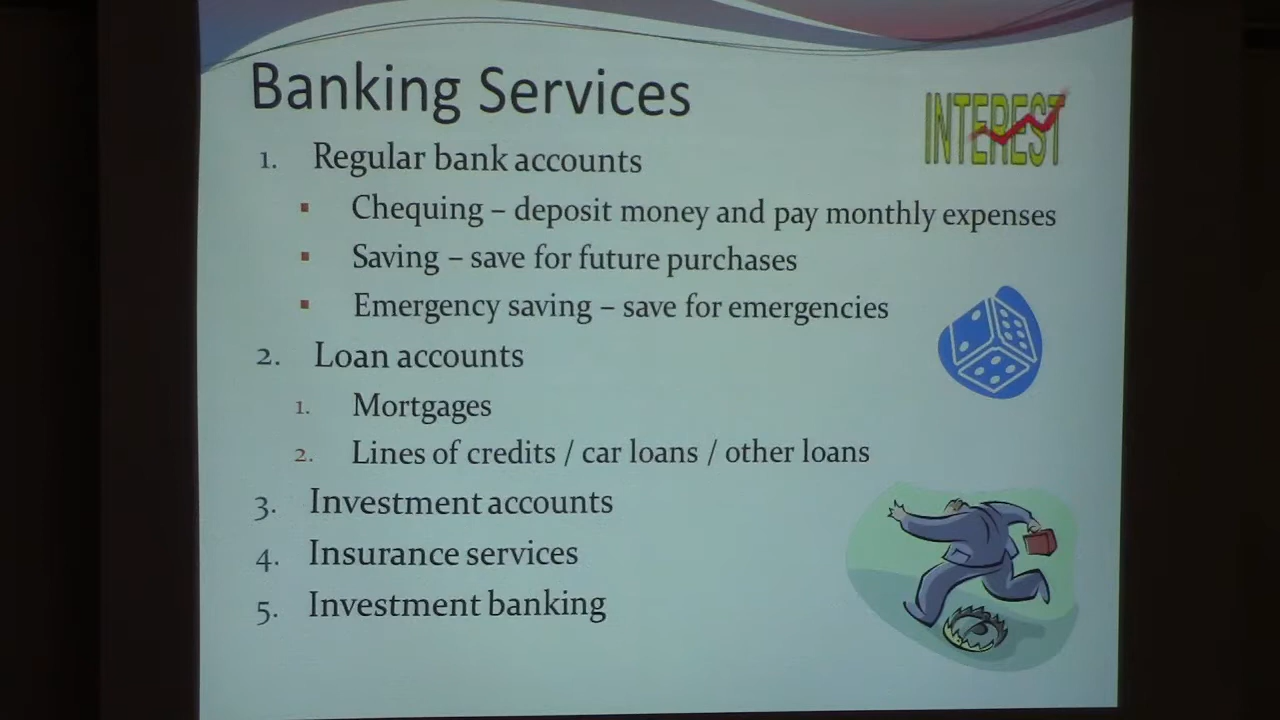 Banking Services
INTEREST
1. Regular bank accounts
▪ Chequing – deposit money and pay monthly expenses
▪ Saving – save for future purchases
▪ Emergency saving – save for emergencies
2. Loan accounts
1. Mortgages
2. Lines of credits / car loans / other loans
3. Investment accounts
4. Insurance services
5. Investment banking